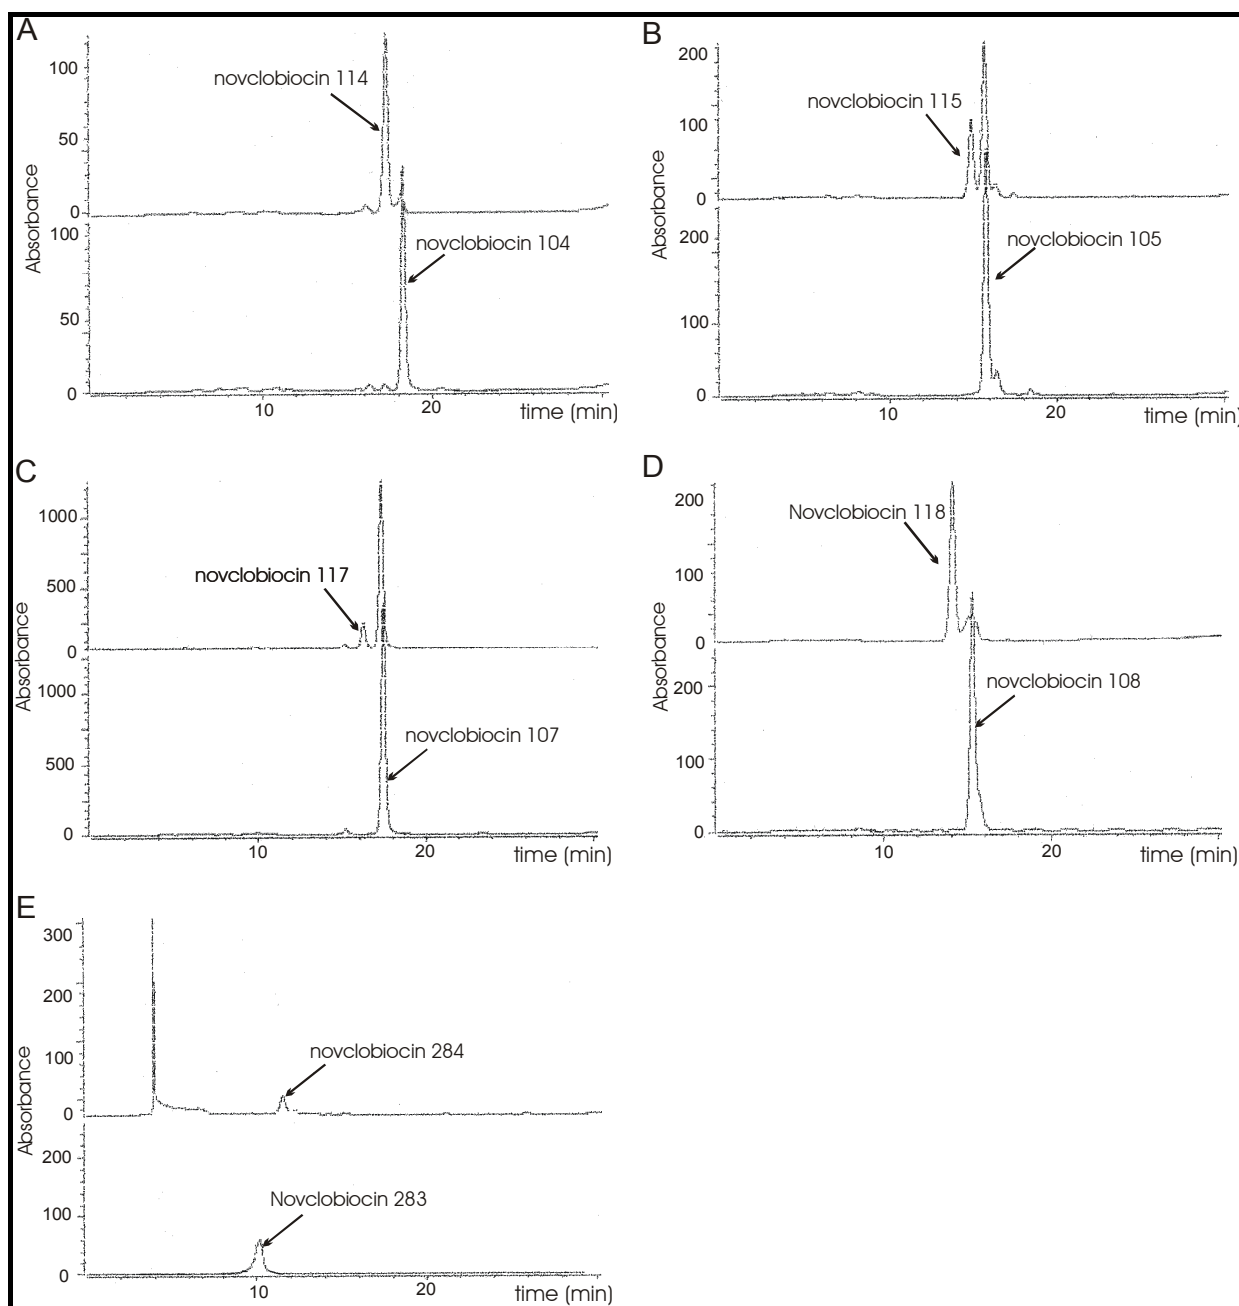 A
100
novclobiocin 114
50
0
100
novclobiocin 104
50
0
10
20
time (min)
Absorbance
B
200
novclobiocin 115
100
0
200
novclobiocin 105
100
0
10
20
time (min)
Absorbance
C
1000
500
novclobiocin 117
0
1000
novclobiocin 107
500
0
10
20
time (min)
Absorbance
D
200
Novclobiocin 118
100
0
200
novclobiocin 108
100
0
10
20
time (min)
Absorbance
E
300
200
novclobiocin 284
100
0
200
Novclobiocin 283
100
0
10
20
time (min)
Absorbance